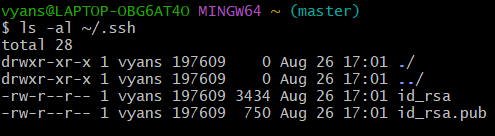 vyans@LAPTOP-OBG6AT4O MINGW64 ~ (master)
$ ls -al ~/.ssh
total 28
drwxr-xr-x 1 vyans 197609    0 Aug 26 17:01 ./
drwxr-xr-x 1 vyans 197609    0 Aug 26 17:01 ../
-rw-r--r-- 1 vyans 197609 3434 Aug 26 17:01 id_rsa
-rw-r--r-- 1 vyans 197609  750 Aug 26 17:01 id_rsa.pub